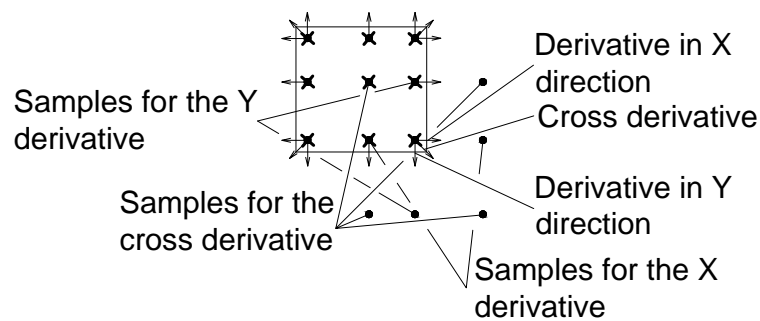 Derivative in X
direction
Cross derivative
Samples for the Y
derivative
Derivative in Y
direction
Samples for the
cross derivative
Samples for the X
derivative